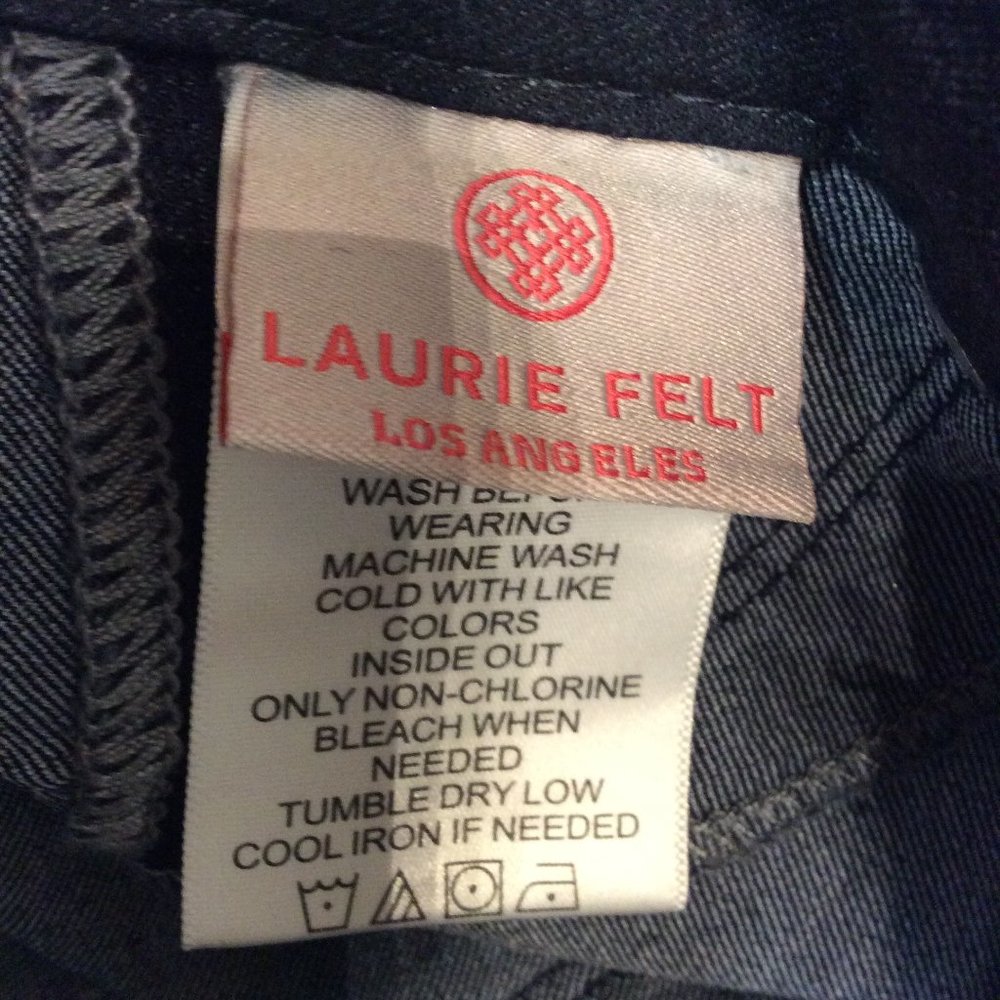 LAURIE FELT
LOS ANGELES
WASH
WEARING
MACHINE WASH
COLD WITH LIKE
COLORS
INSIDE OUT
ONLY NON-CHLORINE
BLEACH WHEN
NEEDED
TUMBLE DRY LOW
COOL IRON IF NEEDED